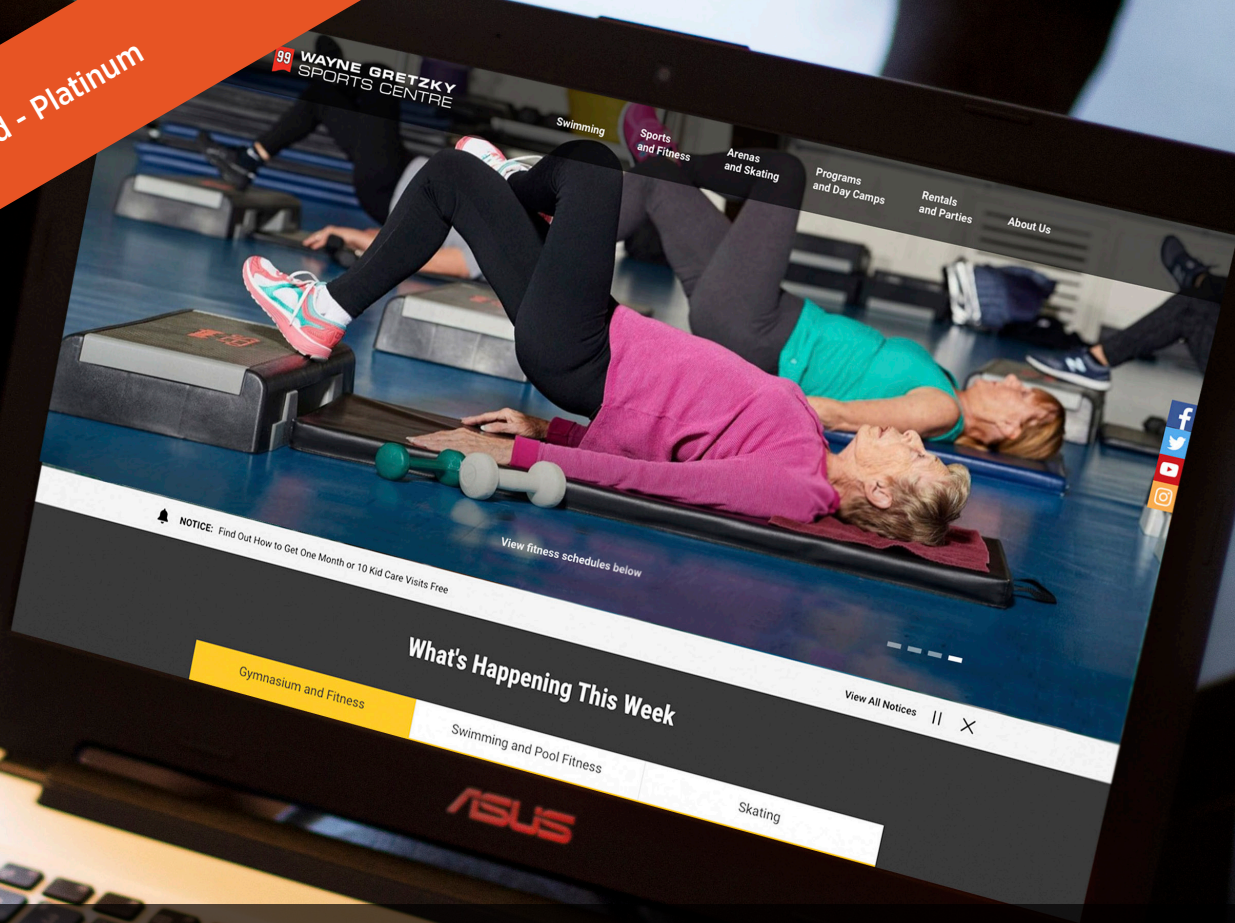 - Platinum
99
WAYNE GRETZKY
SPORTS CENTRE
Swimming
Sports
and Fitness
Arenas
and Skating
Programs
and Day Camps
Rentals
and Parties
About Us
View fitness schedules below
NOTICE: Find Out How to Get One Month or 10 Kid Care Visits Free
View All Notices
What's Happening This Week
Gymnasium and Fitness
Swimming and Pool Fitness
Skating
ASUS